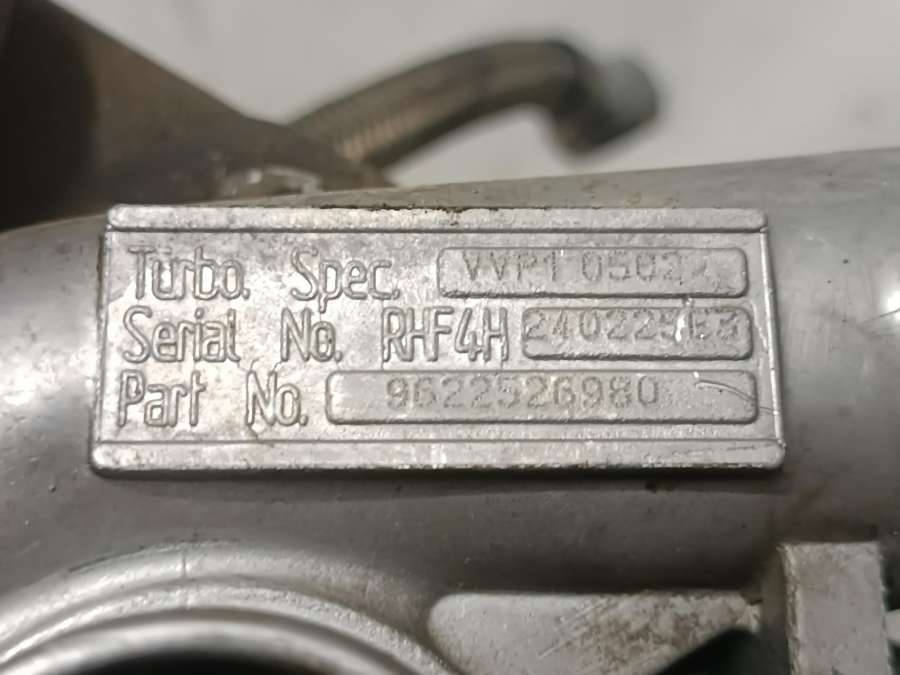 Turbo. Spec. VVP1
Serial No. RHF4H
Part No. 9622526980